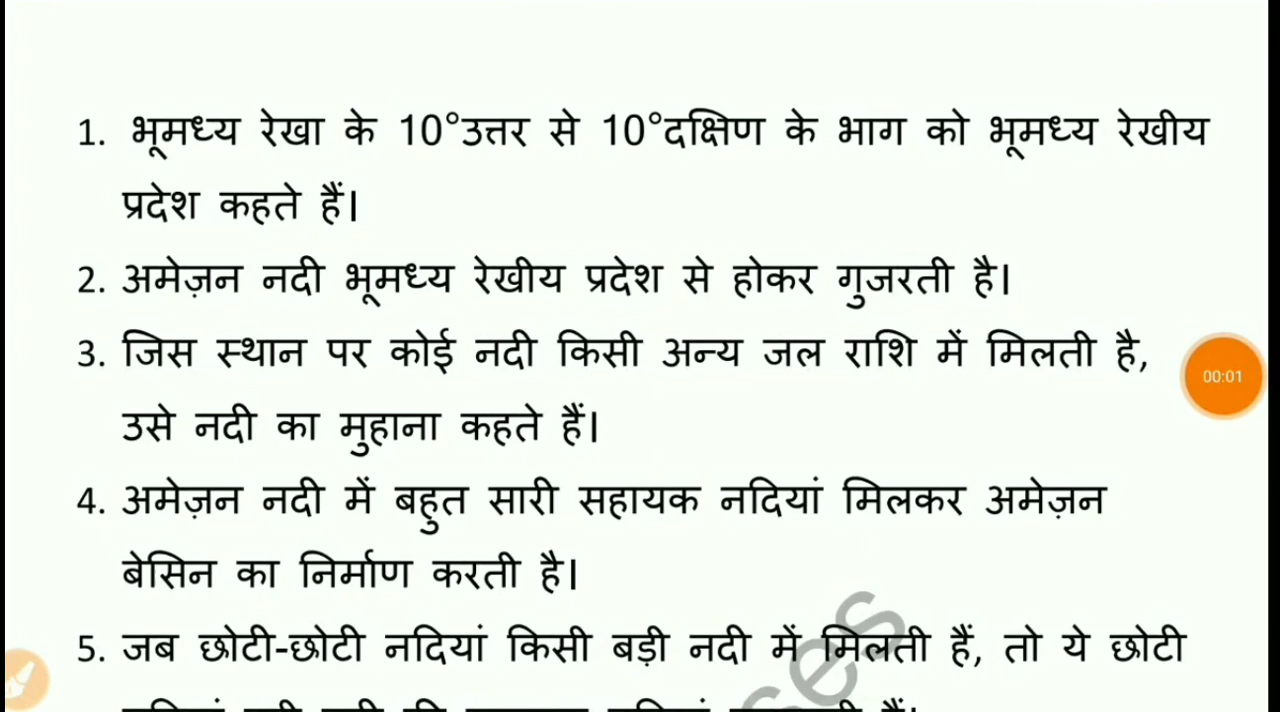 1. भूमध्य रेखा के 10°उत्तर से 10°दक्षिण के भाग को भूमध्य रेखीय
प्रदेश कहते हैं।
2. अमेज़न नदी भूमध्य रेखीय प्रदेश से होकर गुजरती है।
3. जिस स्थान पर कोई नदी किसी अन्य जल राशि में मिलती है,
00:01
उसे नदी का मुहाना कहते हैं।
4. अमेज़न नदी में बहुत सारी सहायक नदियां मिलकर अमेज़न
बेसिन का निर्माण करती है।
5. जब छोटी-छोटी नदियां किसी बड़ी नदी में मिलती हैं, तो ये छोटी